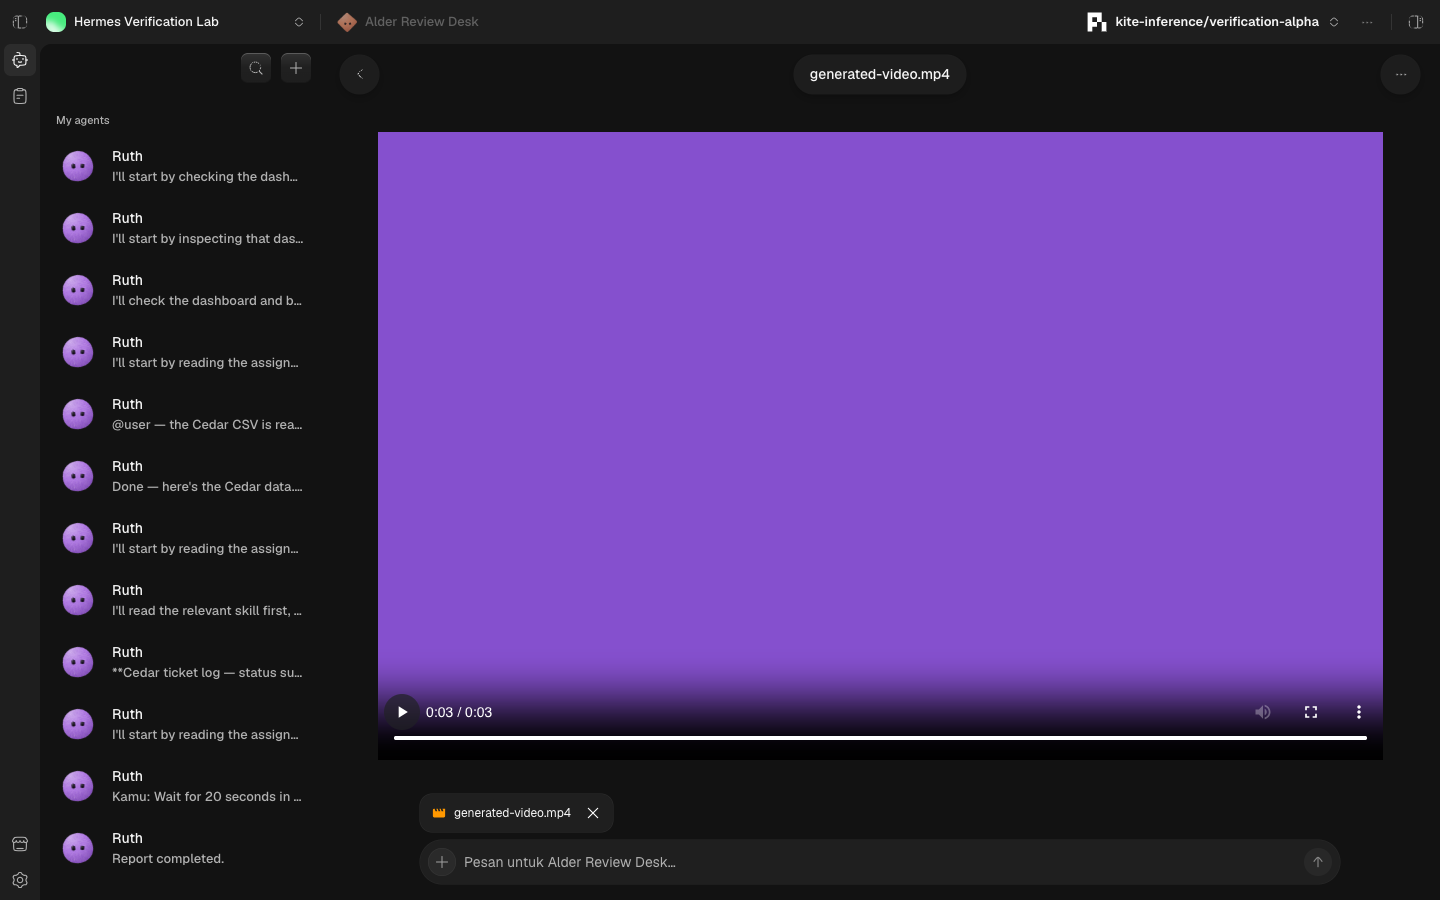 Hermes Verification Lab
Alder Review Desk
kite-inference/verification-alpha
generated-video.mp4
My agents
Ruth
I'll start by checking the dash...
Ruth
I'll start by inspecting that das...
Ruth
I'll check the dashboard and b...
Ruth
I'll start by reading the assign...
Ruth
@user — the Cedar CSV is rea...
Ruth
Done — here's the Cedar data....
Ruth
I'll start by reading the assign...
Ruth
I'll read the relevant skill first, ...
Ruth
**Cedar ticket log — status su...
Ruth
I'll start by reading the assign...
Ruth
Kamu: Wait for 20 seconds in ...
Ruth
Report completed.
0:03 / 0:03
generated-video.mp4
Pesan untuk Alder Review Desk...